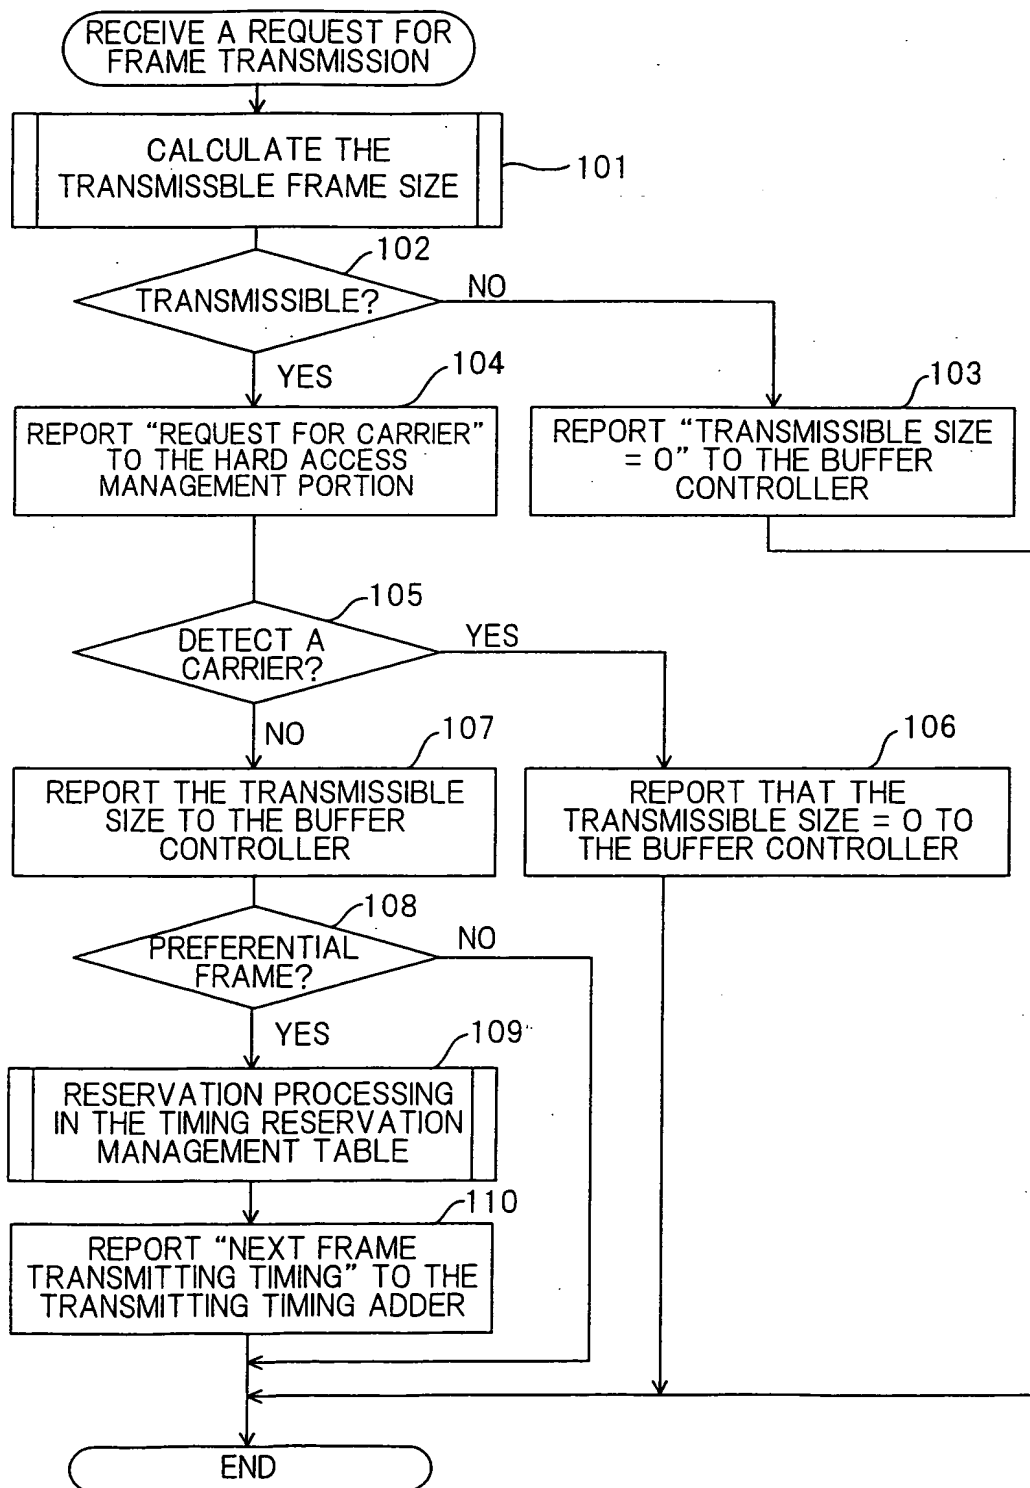 RECEIVE A REQUEST FOR
FRAME TRANSMISSION
CALCULATE THE
TRANSMISSBLE FRAME SIZE
101
102
TRANSMISSIBLE?
NO
YES
104
103
REPORT “REQUEST FOR CARRIER”
TO THE HARD ACCESS
MANAGEMENT PORTION
REPORT “TRANSMISSIBLE SIZE
= 0” TO THE BUFFER
CONTROLLER
105
DETECT A
CARRIER?
YES
NO
107
106
REPORT THE TRANSMISSIBLE
SIZE TO THE BUFFER
CONTROLLER
REPORT THAT THE
TRANSMISSIBLE SIZE = 0 TO
THE BUFFER CONTROLLER
108
PREFERENTIAL
FRAME?
NO
YES
109
RESERVATION PROCESSING
IN THE TIMING RESERVATION
MANAGEMENT TABLE
110
REPORT “NEXT FRAME
TRANSMITTING TIMING” TO THE
TRANSMITTING TIMING ADDER
END